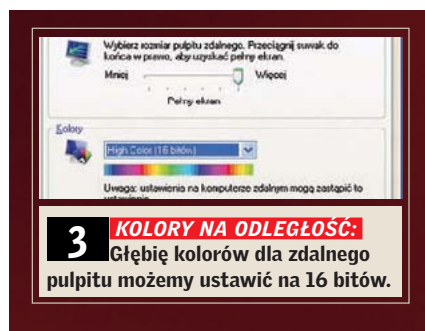 Wybierz rozmiar pulpitu zdalnego. Przeciągnij suwak do
końca w prawo, aby uzyskać pełny ekran.
Mniej Więcej
Pełny ekran
Kolory
High Color (16 bitów)
Uwaga: ustawienia na komputerze zdalnym mogą zastąpić to
ustawienie.
3 KOLORY NA ODLEGŁOŚĆ:
Głębię kolorów dla zdalnego
pulpitu możemy ustawić na 16 bitów.